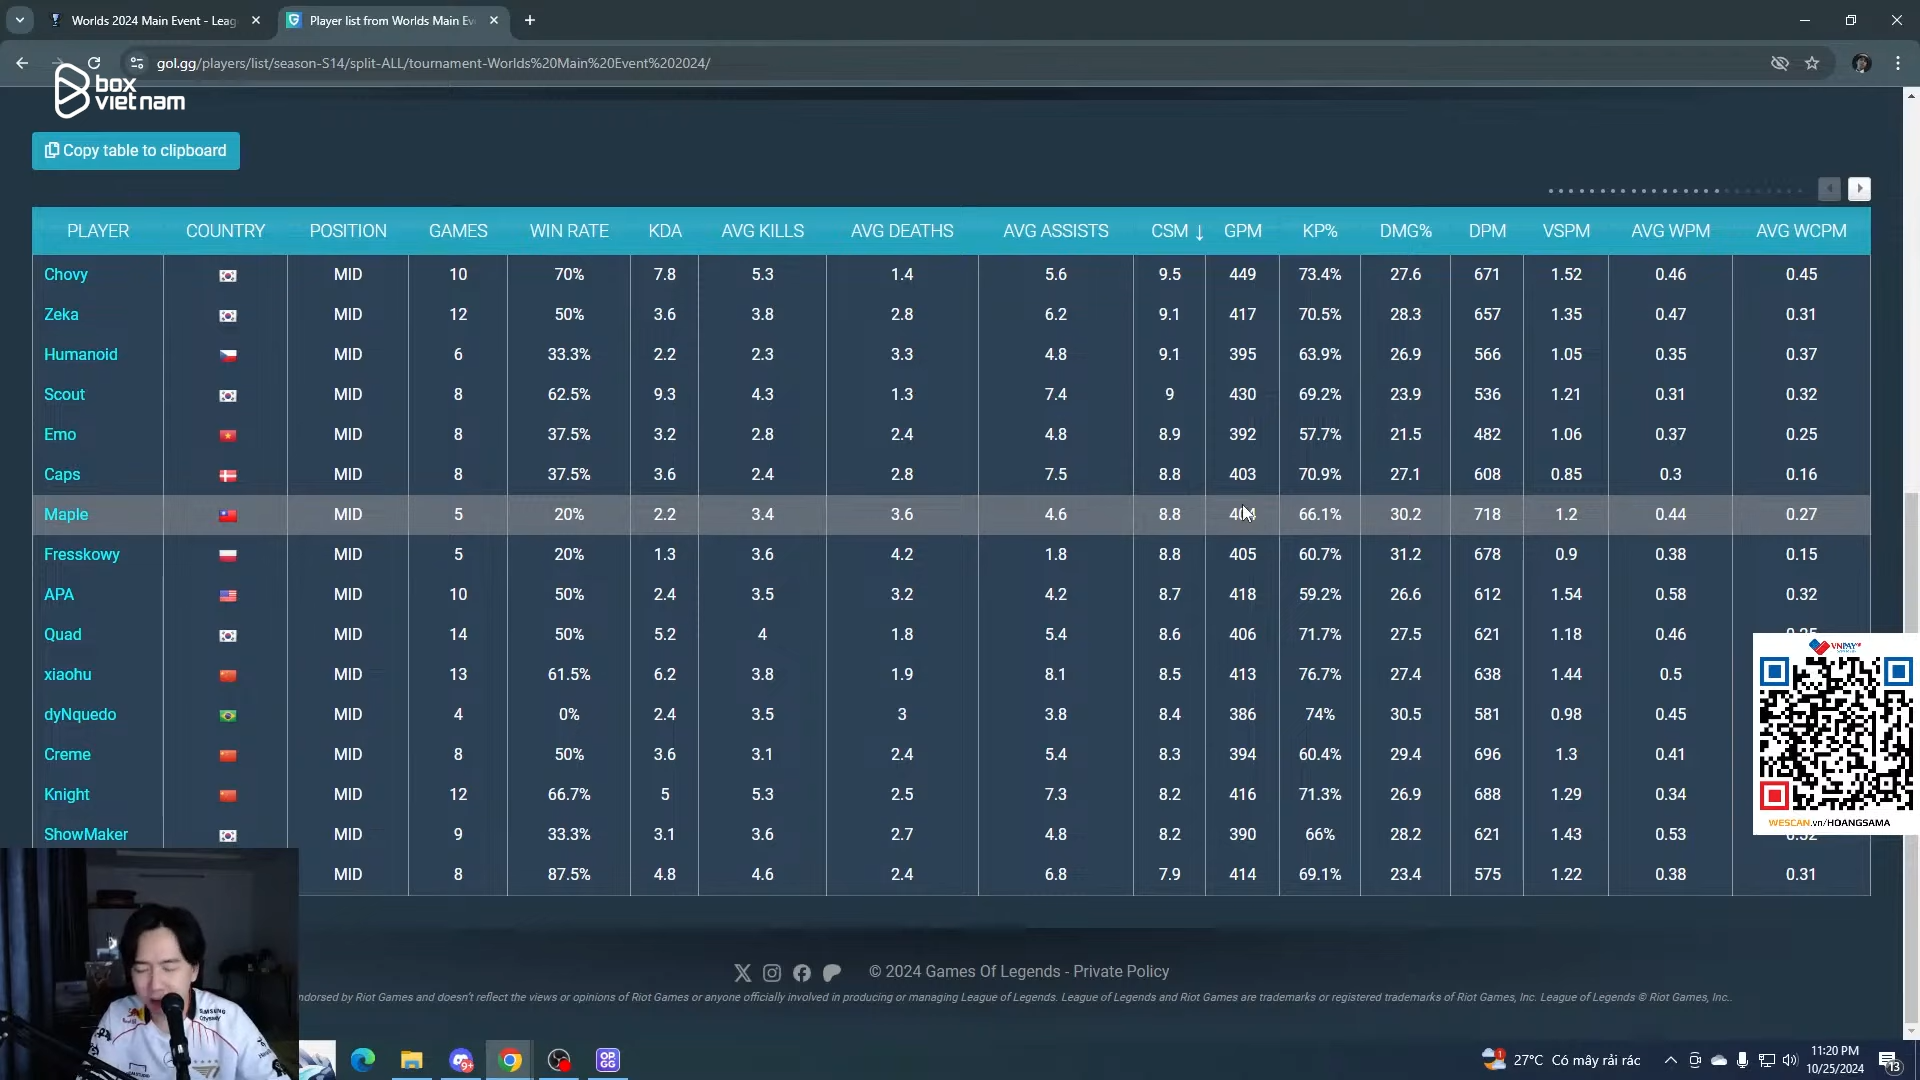 Worlds 2024 Main Event - Leag
Player list from Worlds Main Ev
gol.gg/players/list/season-S14/split-ALL/tournament-Worlds%20Main%20Event%202024/
box
việt nam
Copy table to clipboard
PLAYER COUNTRY POSITION GAMES WIN RATE KDA AVG KILLS AVG DEATHS AVG ASSISTS CSM ↓ GPM KP% DMG% DPM VSPM AVG WPM AVG WCPM
Chovy MID 10 70% 7.8 5.3 1.4 5.6 9.5 449 73.4% 27.6 671 1.52 0.46 0.45
Zeka MID 12 50% 3.6 3.8 2.8 6.2 9.1 417 70.5% 28.3 657 1.35 0.47 0.31
Humanoid MID 6 33.3% 2.2 2.3 3.3 4.8 9.1 395 63.9% 26.9 566 1.05 0.35 0.37
Scout MID 8 62.5% 9.3 4.3 1.3 7.4 9 430 69.2% 23.9 536 1.21 0.31 0.32
Emo MID 8 37.5% 3.2 2.8 2.4 4.8 8.9 392 57.7% 21.5 482 1.06 0.37 0.25
Caps MID 8 37.5% 3.6 2.4 2.8 7.5 8.8 403 70.9% 27.1 608 0.85 0.3 0.16
Maple MID 5 20% 2.2 3.4 3.6 4.6 8.8 66.1% 30.2 718 1.2 0.44 0.27
Fresskowy MID 5 20% 1.3 3.6 4.2 1.8 8.8 405 60.7% 31.2 678 0.9 0.38 0.15
APA MID 10 50% 2.4 3.5 3.2 4.2 8.7 418 59.2% 26.6 612 1.54 0.58 0.32
Quad MID 14 50% 5.2 4 1.8 5.4 8.6 406 71.7% 27.5 621 1.18 0.46
xiaohu MID 13 61.5% 6.2 3.8 1.9 8.1 8.5 413 76.7% 27.4 638 1.44 0.5
dyNquedo MID 4 0% 2.4 3.5 3 3.8 8.4 386 74% 30.5 581 0.98 0.45
Creme MID 8 50% 3.6 3.1 2.4 5.4 8.3 394 60.4% 29.4 696 1.3 0.41
Knight MID 12 66.7% 5 5.3 2.5 7.3 8.2 416 71.3% 26.9 688 1.29 0.34
ShowMaker MID 9 33.3% 3.1 3.6 2.7 4.8 8.2 390 66% 28.2 621 1.43 0.53
MID 8 87.5% 4.8 4.6 2.4 6.8 7.9 414 69.1% 23.4 575 1.22 0.38 0.31
VNPAY
WESCAN.vn/HOANGSAMA
© 2024 Games Of Legends - Private Policy
ndorsed by Riot Games and doesn't reflect the views or opinions of Riot Games or anyone officially involved in producing or managing League of Legends. League of Legends and Riot Games are trademarks or registered trademarks of Riot Games, Inc. League of Legends © Riot Games, Inc..
SAMSUNG
Odyssey
9+
OP
GG
1
27°C Có mây rải rác
11:20 PM
10/25/2024
13